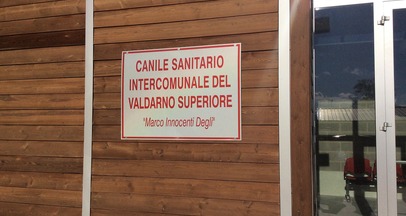 CANILE SANITARIO
INTERCOMUNALE DEL
VALDARNO SUPERIORE
"Marco Innocenti Degli"